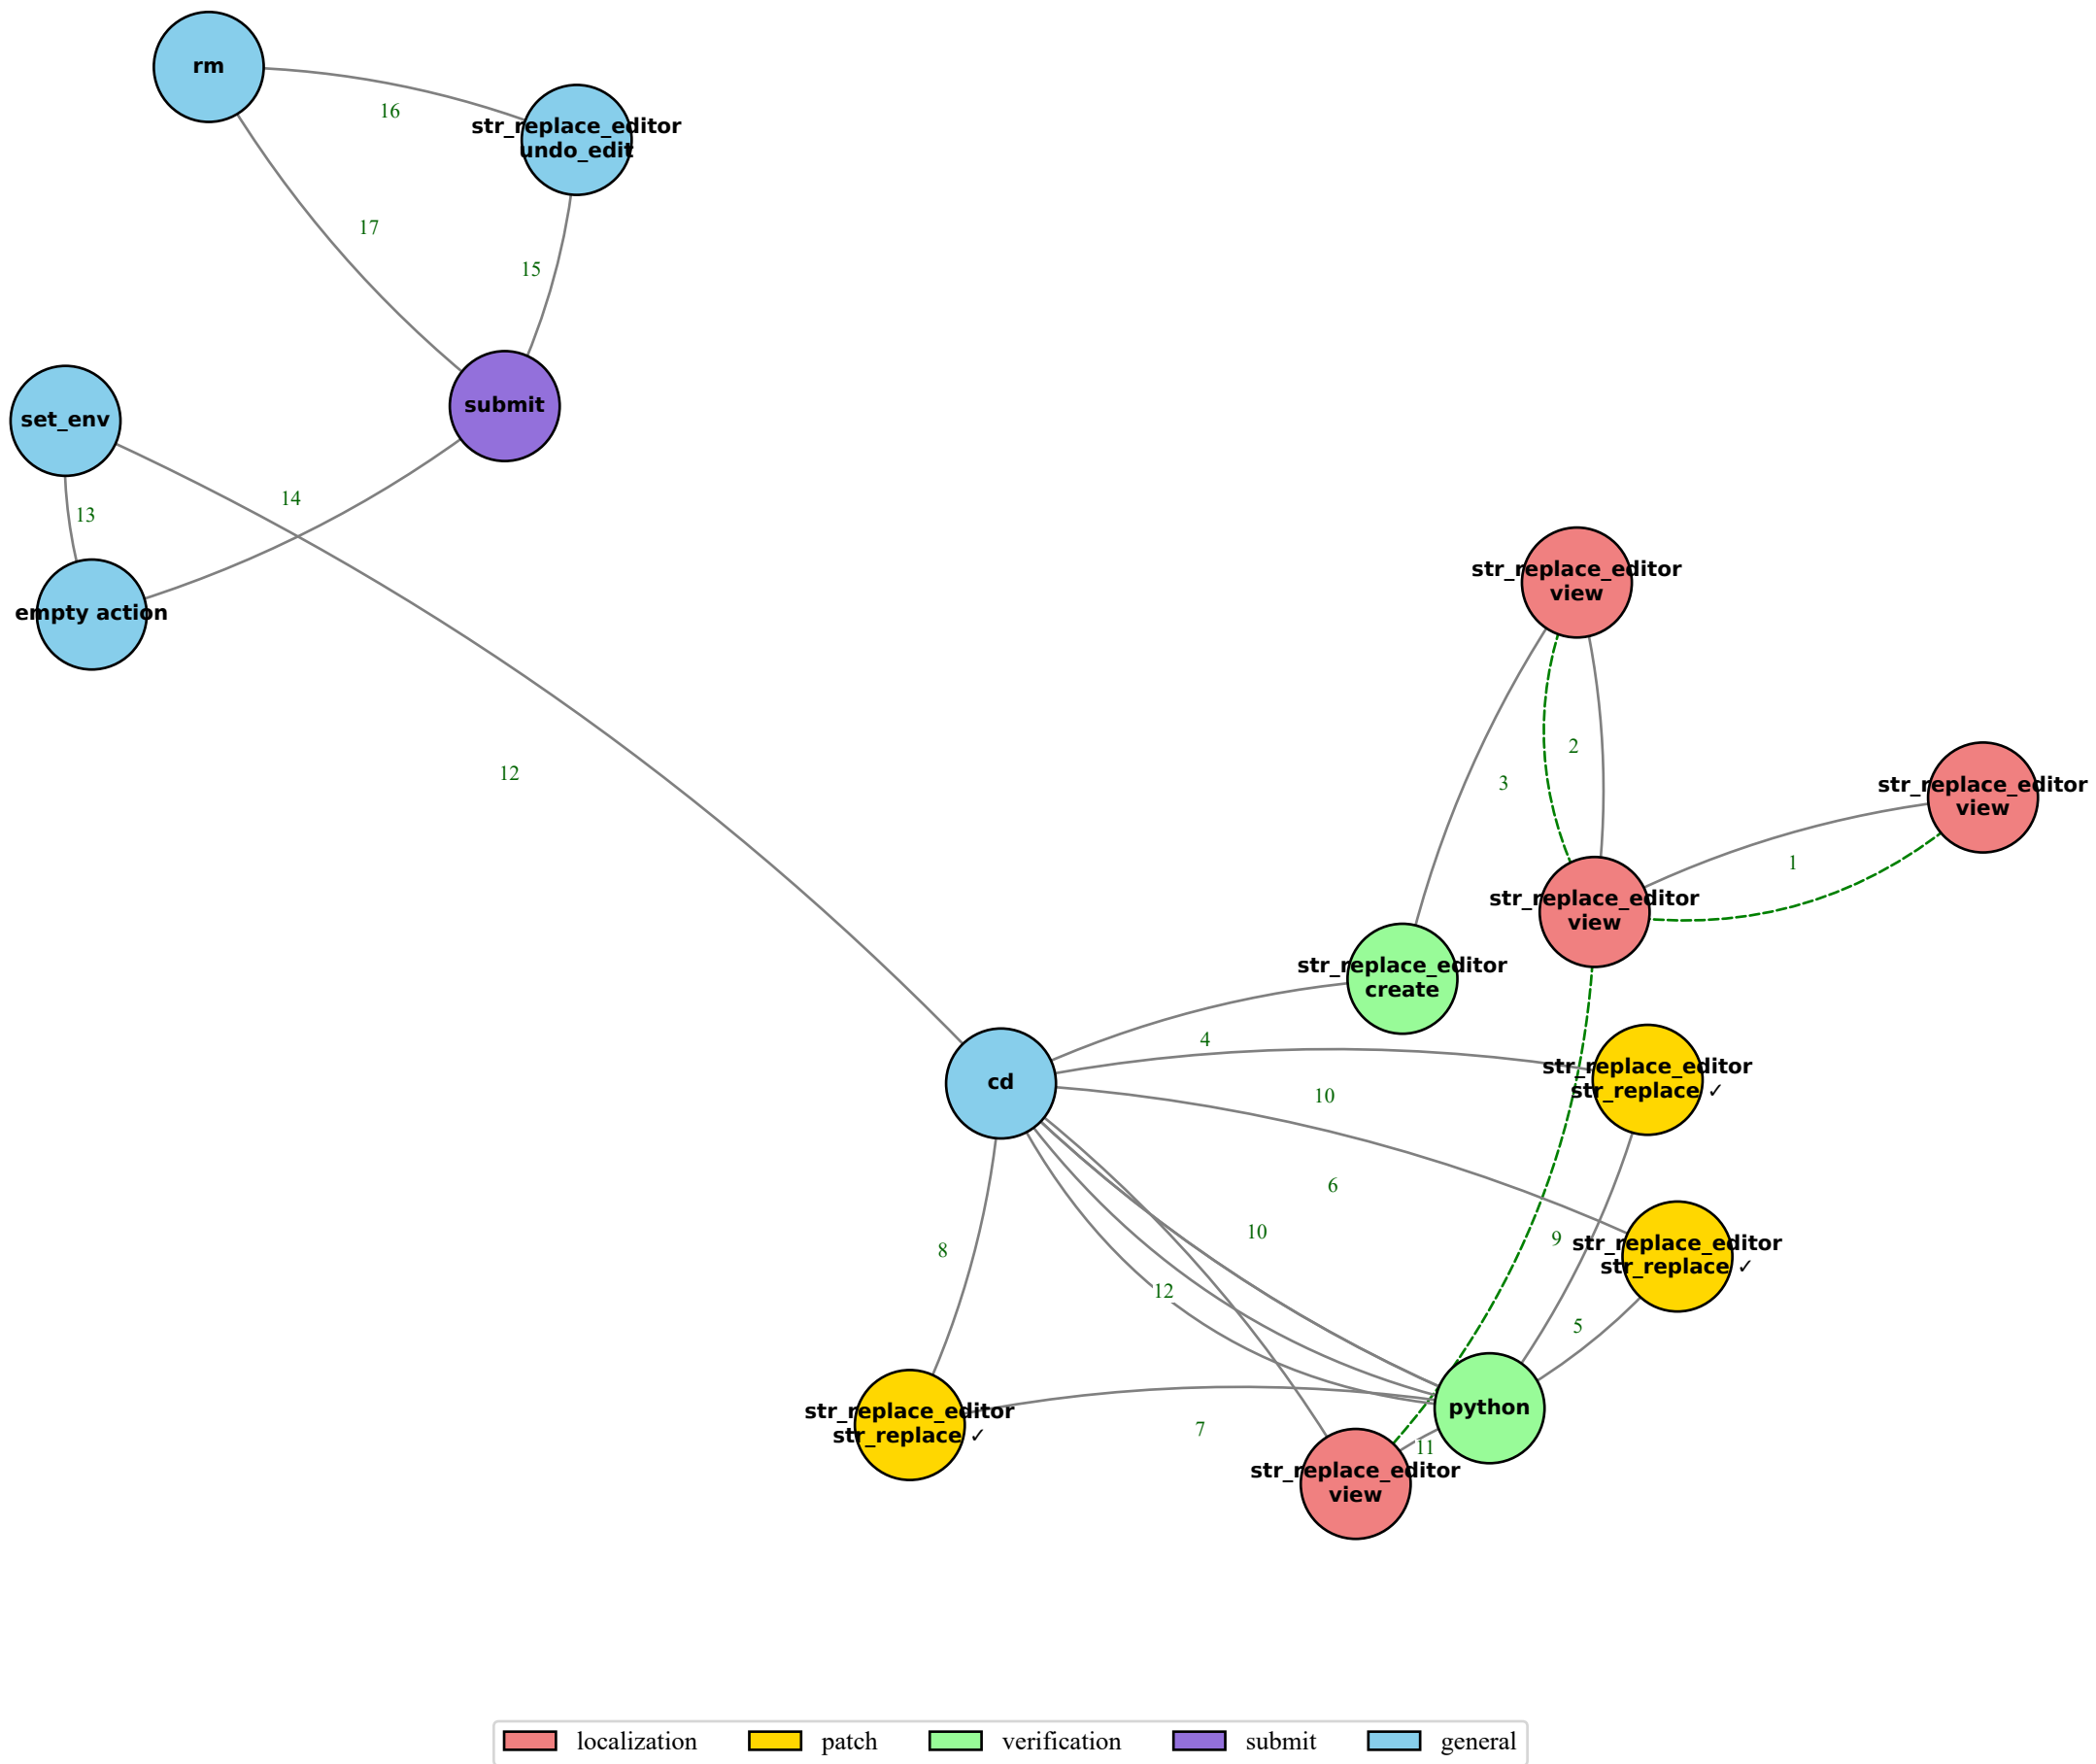 rm
16
str_replace_editor
undo_edit
17
15
submit
set_env
14
13
empty action
str_replace_editor
view
2
12
3
str_replace_editor
view
1
str_replace_editor
view
str_replace_editor
create
4
cd
str_replace_editor
str_replace ✓
10
6
10
9
8
str_replace_editor
str_replace ✓
12
5
python
str_replace_editor
str_replace ✓
7
11
str_replace_editor
view
localization
patch
verification
submit
general